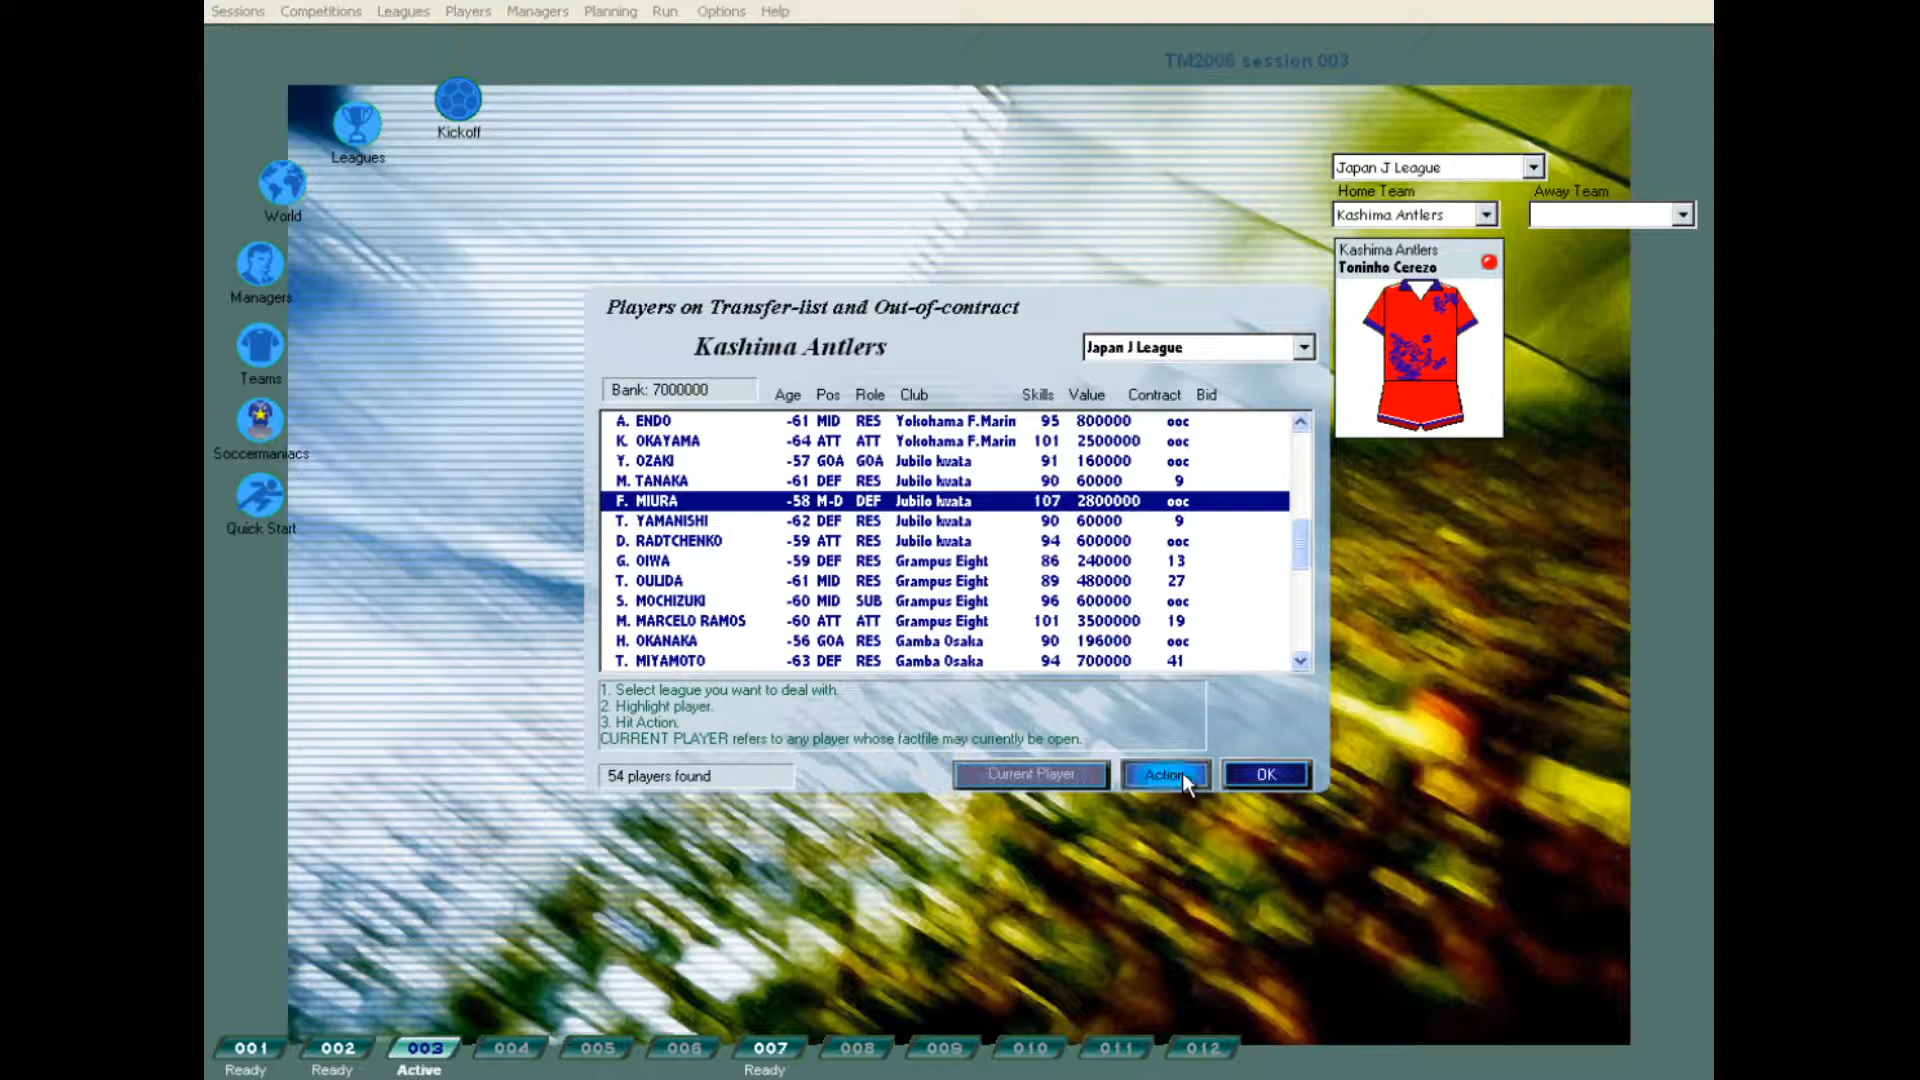 Sessions Competitions Leagues Players Managers Planning Run Options Help
TM2006 session 003
Kickoff
Leagues
World
Managers
Teams
Soccermaniacs
Quick Start
Japan J League
Home Team Away Team
Kashima Antlers
Kashima Antlers
Toninho Cerezo
Players on Transfer-list and Out-of-contract
Kashima Antlers Japan J League
Bank: 7000000 Age Pos Role Club Skills Value Contract Bid
A. ENDO -61 MID RES Yokohama F.Marin 95 800000 ooc
K. OKAYAMA -64 ATT ATT Yokohama F.Marin 101 2500000 ooc
Y. OZAKI -57 GOA GOA Jubilo Iwata 91 160000 ooc
M. TANAKA -61 DEF RES Jubilo Iwata 90 60000 9
F. MIURA -58 M-D DEF Jubilo Iwata 107 2800000 ooc
T. YAMANISHI -62 DEF RES Jubilo Iwata 90 60000 9
D. RADTCHENKO -59 ATT RES Jubilo Iwata 94 600000 ooc
G. OIWA -59 DEF RES Grampus Eight 86 240000 13
T. OULIDA -61 MID RES Grampus Eight 89 480000 27
S. MOCHIZUKI -60 MID SUB Grampus Eight 96 600000 ooc
M. MARCELO RAMOS -60 ATT ATT Grampus Eight 101 3500000 19
H. OKANAKA -56 GOA RES Gamba Osaka 90 196000 ooc
T. MIYAMOTO -63 DEF RES Gamba Osaka 94 700000 41
1. Select league you want to deal with.
2. Highlight player.
3. Hit Action.
CURRENT PLAYER refers to any player whose factfile may currently be open.
54 players found Current Player Action OK
001 002 003 004 005 006 007 008 009 010 011 012
Ready Ready Active Ready